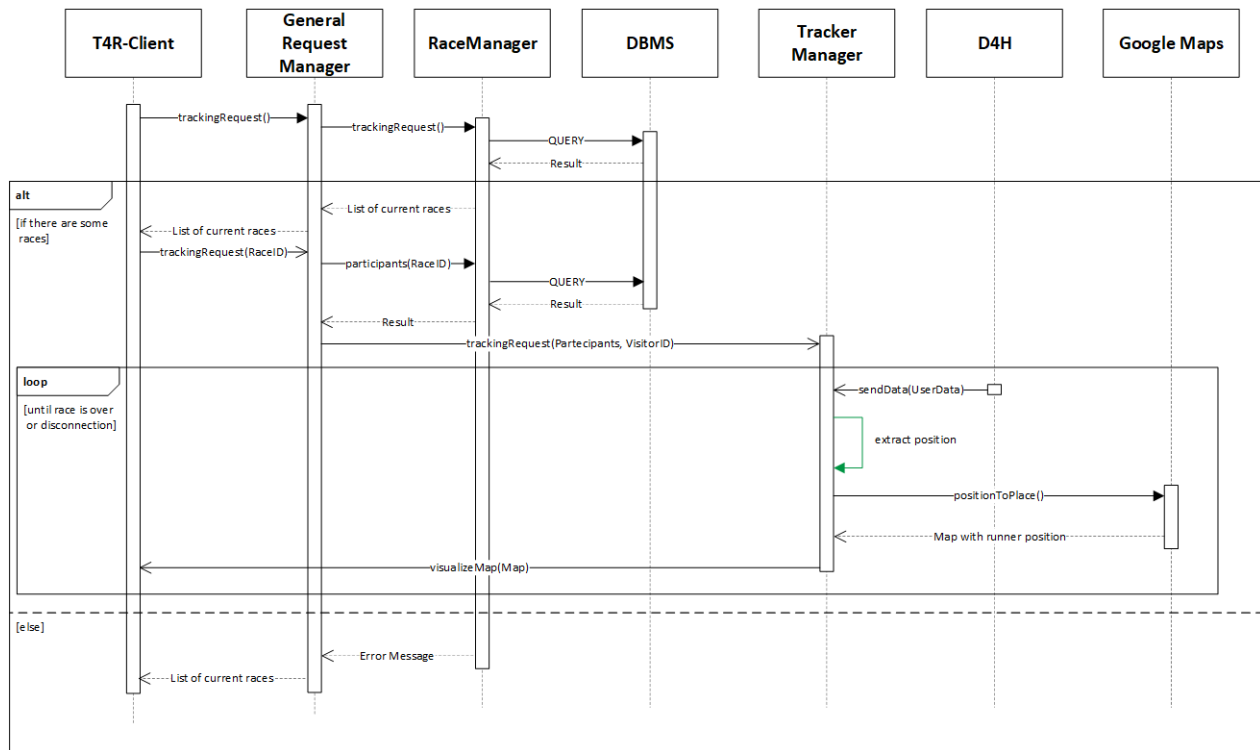 T4R-Client
General
Request
Manager
RaceManager
DBMS
Tracker
Manager
D4H
Google Maps
trackingRequest()
trackingRequest()
QUERY
Result
alt
[if there are some
races]
List of current races
List of current races
trackingRequest(RaceID)
participants(RaceID)
QUERY
Result
Result
trackingRequest(Partecipants, VisitorID)
loop
[until race is over
or disconnection]
sendData(UserData)
extract position
positionToPlace()
Map with runner position
visualizeMap(Map)
[else]
Error Message
List of current races